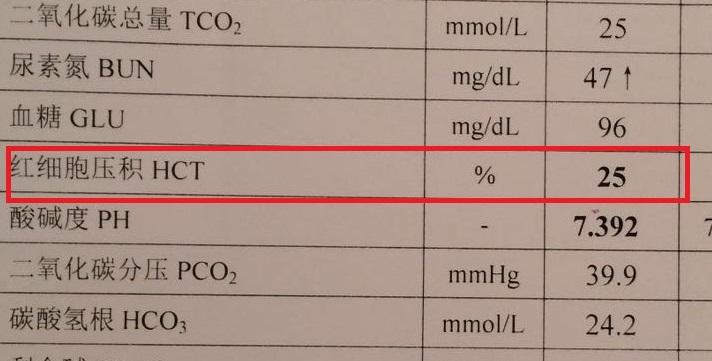 二氧化碳总量 TCO₂ mmol/L 25
尿素氮 BUN mg/dL 47 ↑
血糖 GLU mg/dL 96
红细胞压积 HCT % 25
酸碱度 PH - 7.392 7
二氧化碳分压 PCO₂ mmHg 39.9
碳酸氢根 HCO₃ mmol/L 24.2